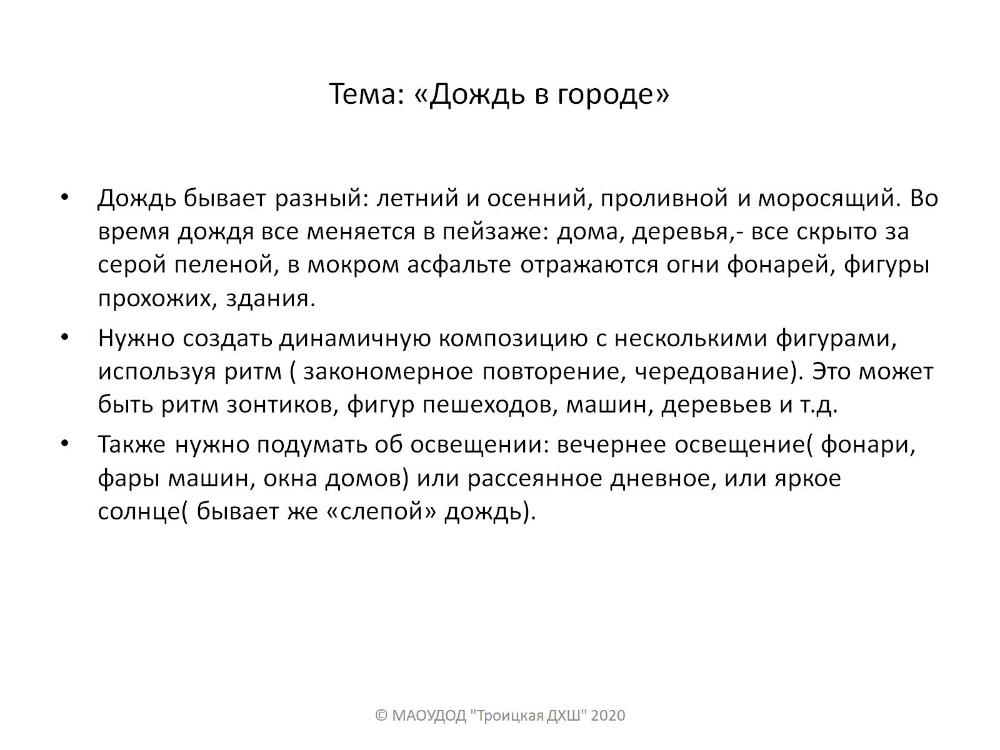 Тема: «Дождь в городе»
• Дождь бывает разный: летний и осенний, проливной и моросящий. Во
время дождя все меняется в пейзаже: дома, деревья,- все скрыто за
серой пеленой, в мокром асфальте отражаются огни фонарей, фигуры
прохожих, здания.
• Нужно создать динамичную композицию с несколькими фигурами,
используя ритм ( закономерное повторение, чередование). Это может
быть ритм зонтиков, фигур пешеходов, машин, деревьев и т.д.
• Также нужно подумать об освещении: вечернее освещение( фонари,
фары машин, окна домов) или рассеянное дневное, или яркое
солнце( бывает же «слепой» дождь).
© МАОУДОД "Троицкая ДХШ" 2020